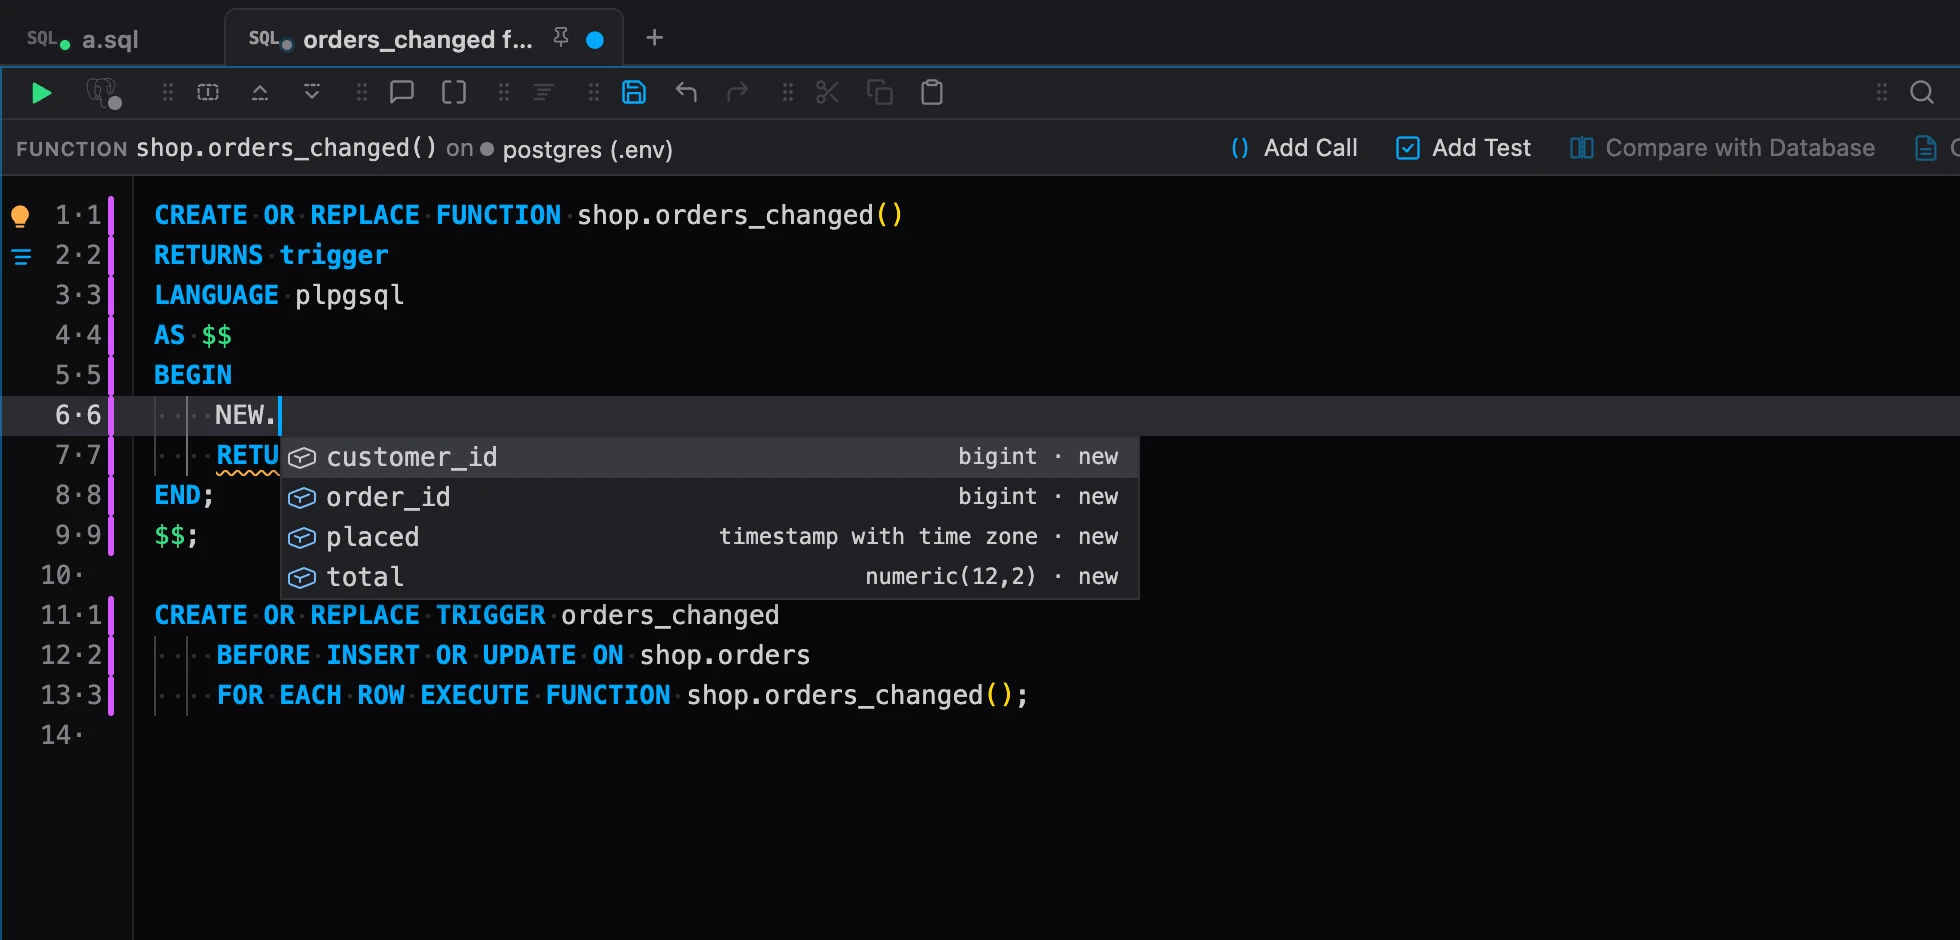 SQL a.sql
SQL orders_changed f...
+
FUNCTION shop.orders_changed() on postgres (.env)
() Add Call
Add Test
Compare with Database
1·1 CREATE OR REPLACE FUNCTION shop.orders_changed()
2·2 RETURNS trigger
3·3 LANGUAGE plpgsql
4·4 AS $$
5·5 BEGIN
6·6 NEW.
7·7 RETU
customer_id bigint · new
order_id bigint · new
placed timestamp with time zone · new
total numeric(12,2) · new
8·8 END;
9·9 $$;
10·
11·1 CREATE OR REPLACE TRIGGER orders_changed
12·2 BEFORE INSERT OR UPDATE ON shop.orders
13·3 FOR EACH ROW EXECUTE FUNCTION shop.orders_changed();
14·